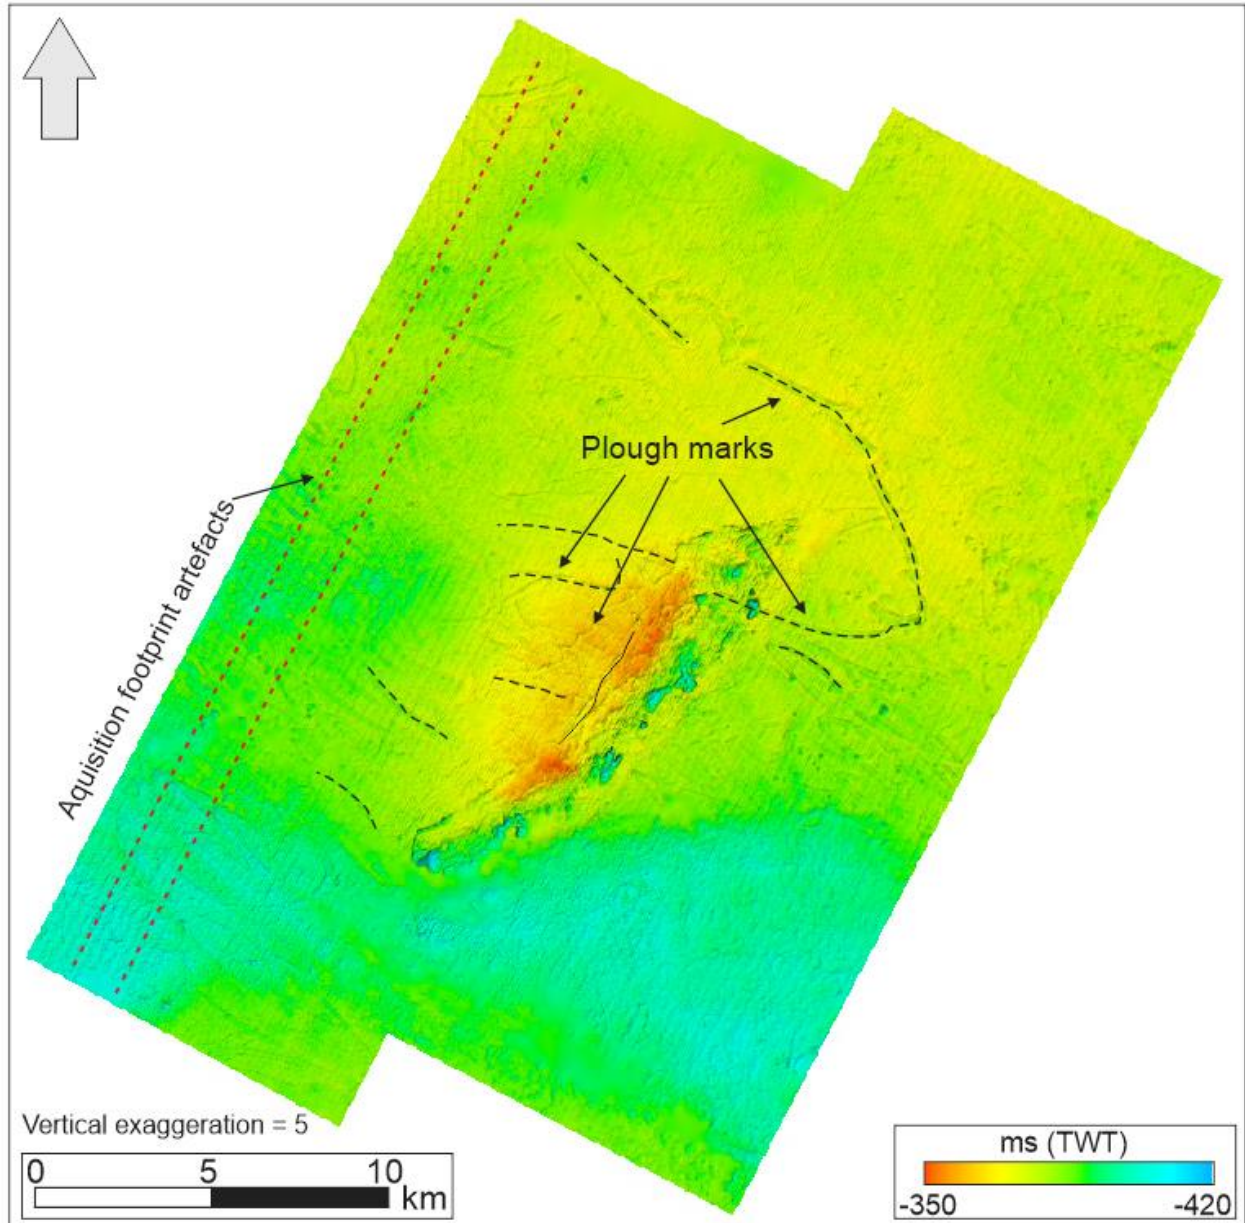 Plough marks
Aquisition footprint artefacts
Vertical exaggeration = 5
0 5 10
km
ms (TWT)
-350 -420